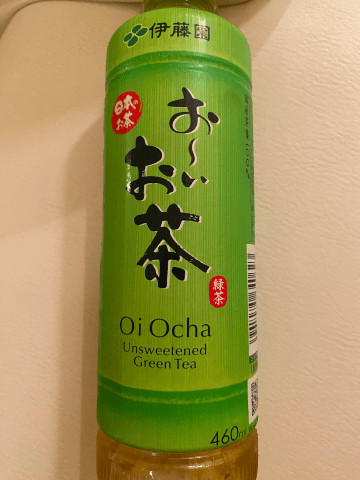 伊藤園
日本の
お茶
お～い
お茶
緑茶
Oi Ocha
Unsweetened
Green Tea
460ml